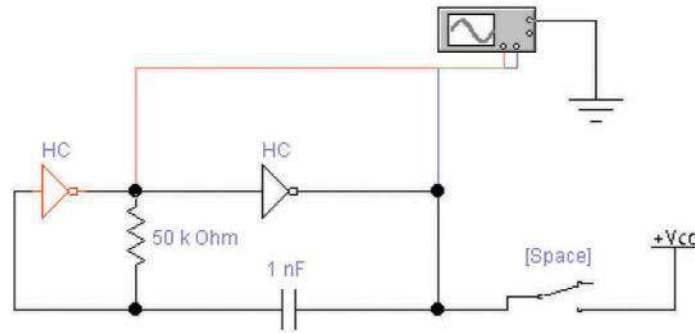 HC
HC
50 k Ohm
1 nF
[Space]
+Vcc